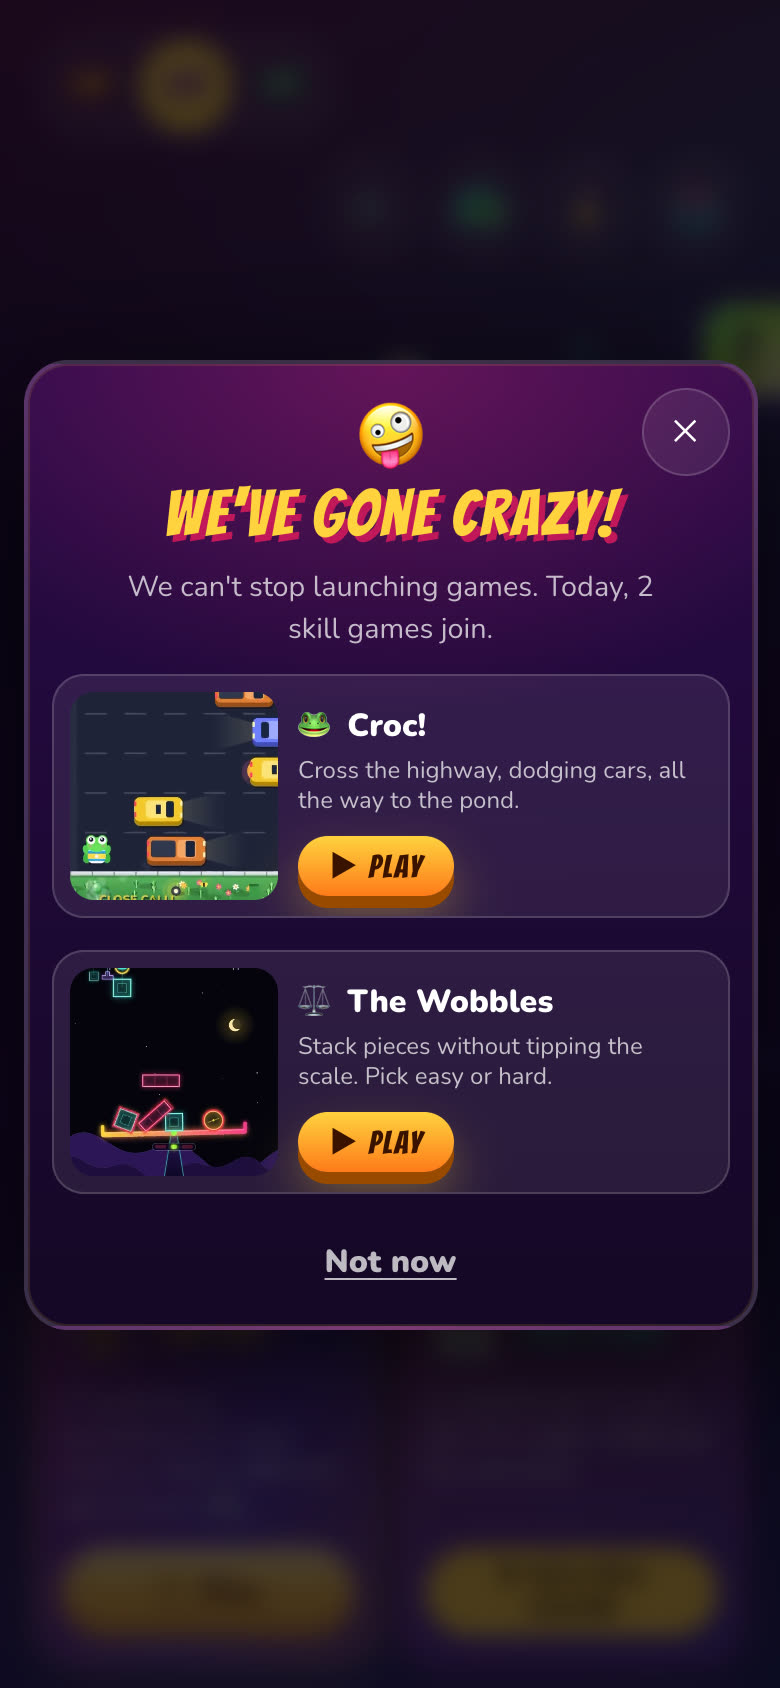 WE'VE GONE CRAZY!
We can't stop launching games. Today, 2
skill games join.
Croc!
Cross the highway, dodging cars, all
the way to the pond.
PLAY
CLOSE CALL!
The Wobbles
Stack pieces without tipping the
scale. Pick easy or hard.
PLAY
Not now